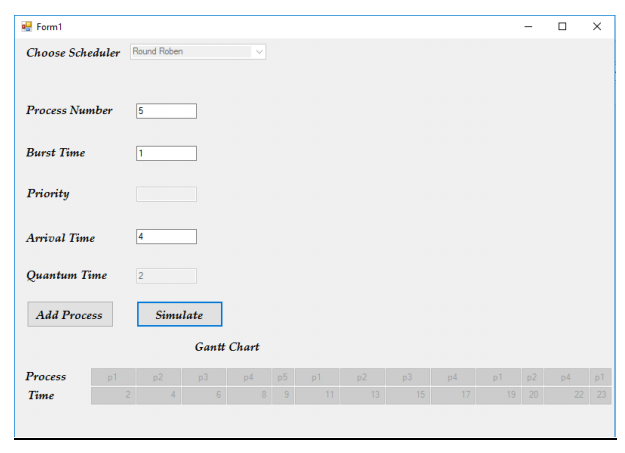 Form1
Choose Scheduler Round Roben
Process Number 5
Burst Time 1
Priority
Arrival Time 4
Quantum Time 2
Add Process Simulate
Gantt Chart
Process p1 p2 p3 p4 p5 p1 p2 p3 p4 p1 p2 p4 p1
Time 2 4 6 8 9 11 13 15 17 19 20 22 23